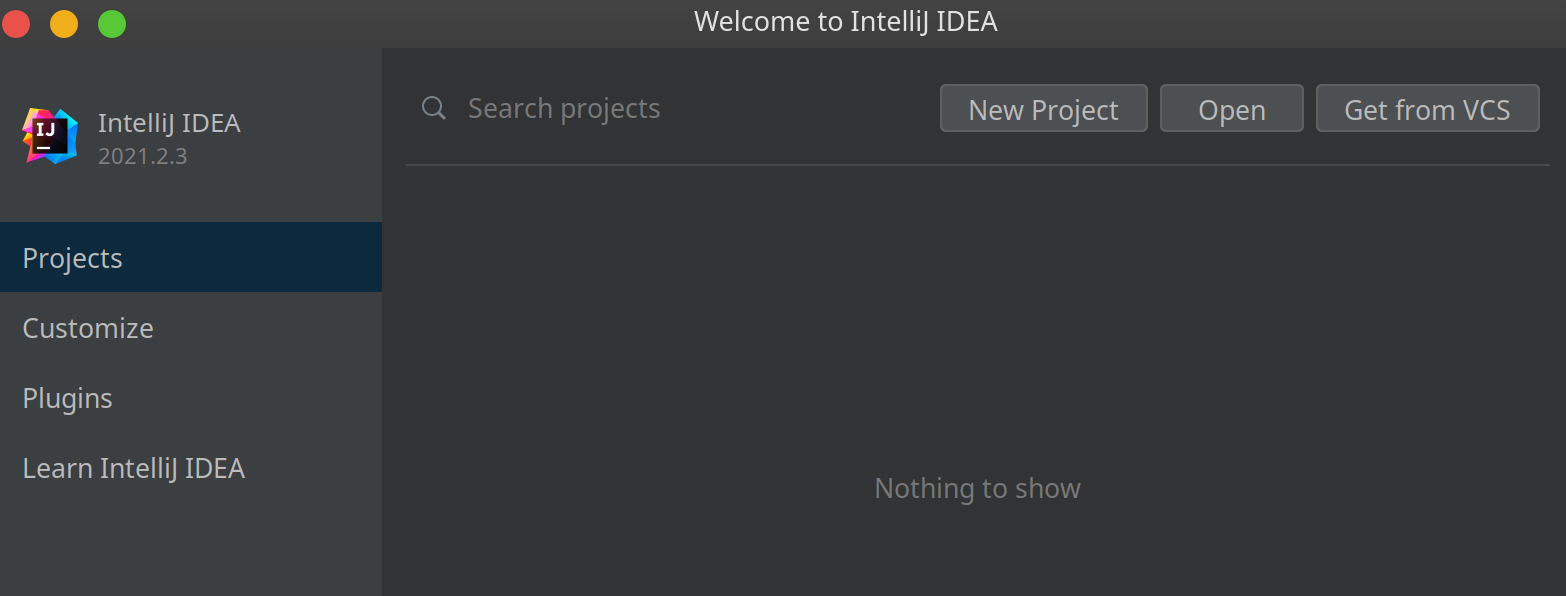 Welcome to IntelliJ IDEA
IJ
IntelliJ IDEA
2021.2.3
Projects
Customize
Plugins
Learn IntelliJ IDEA
Search projects
New Project
Open
Get from VCS
Nothing to show